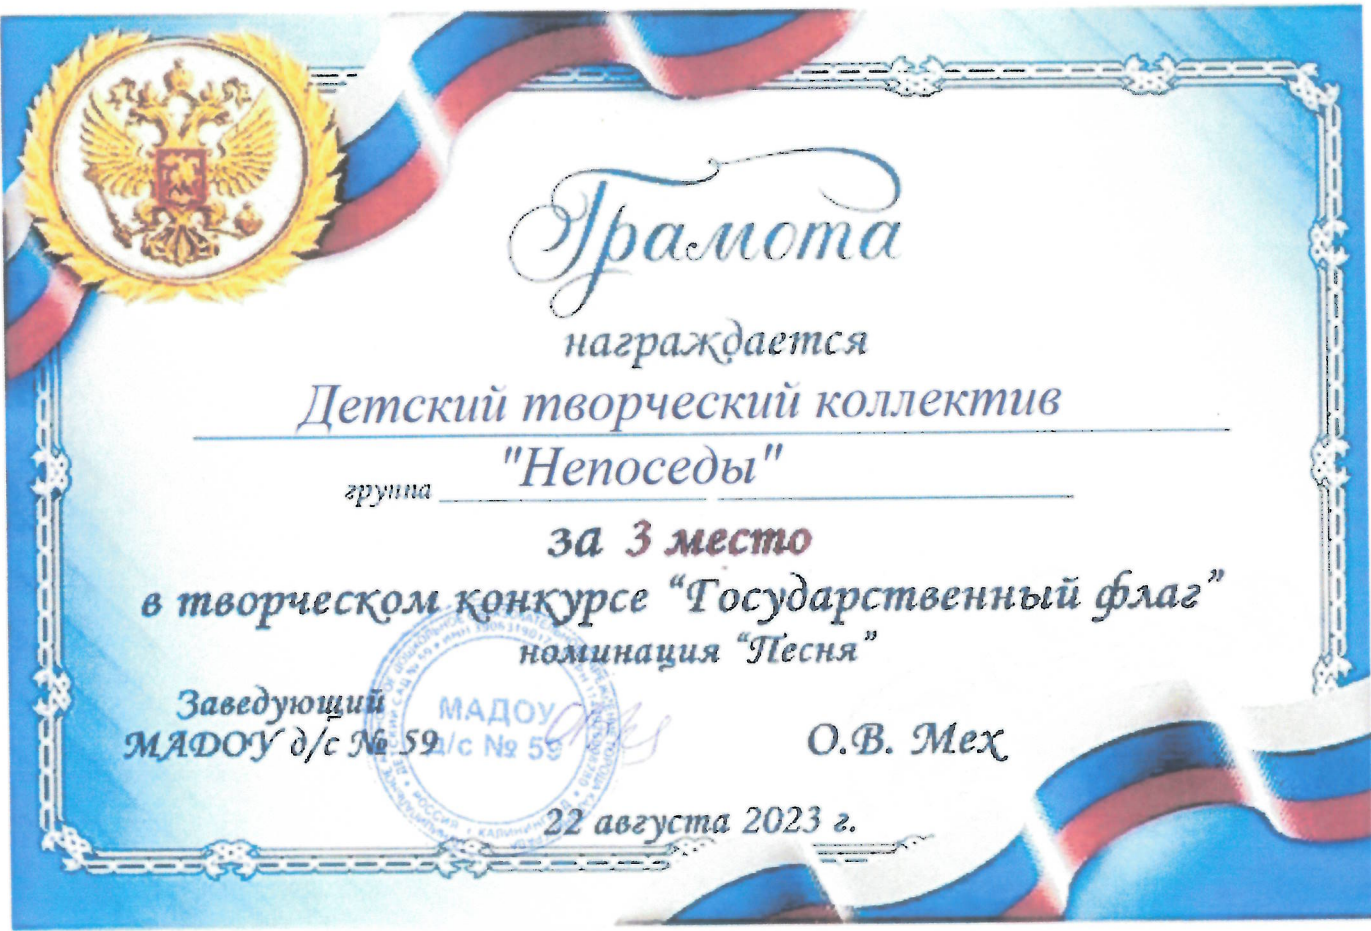 Грамота
награждается
Детский творческий коллектив
"Непоседы"
группа
за 3 место
в творческом конкурсе “Государственный флаг”
номинация “Песня”
Заведующий
МАДОУ д/с № 59
МАДОУ
д/с № 59
О.В. Мех
22 августа 2023 г.